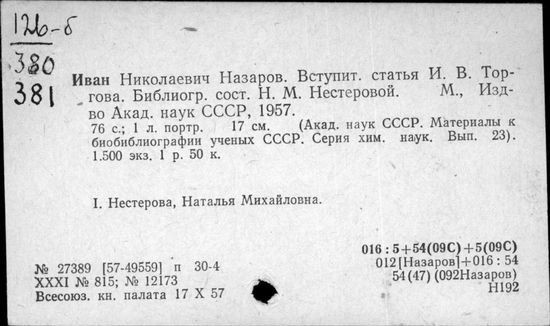 126-б
380
381
Иван Николаевич Назаров. Вступит. статья И. В. Тор-
гова. Библиогр. сост. Н. М. Нестеровой. М., Изд-
во Акад. наук СССР, 1957.
76 с.; 1 л. портр. 17 см. (Акад. наук СССР. Материалы к
биобиблиографии ученых СССР. Серия хим. наук. Вып. 23).
1.500 экз. 1 р. 50 к.
I. Нестерова, Наталья Михайловна.
016 : 5+54(09С)+5(09С)
№ 27389 [57-49559] п 30-4
012[Назаров]+016 : 54
XXXI № 815; № 12173
54(47) (092Назаров)
Всесоюз. кн. палата 17 X 57
Н192